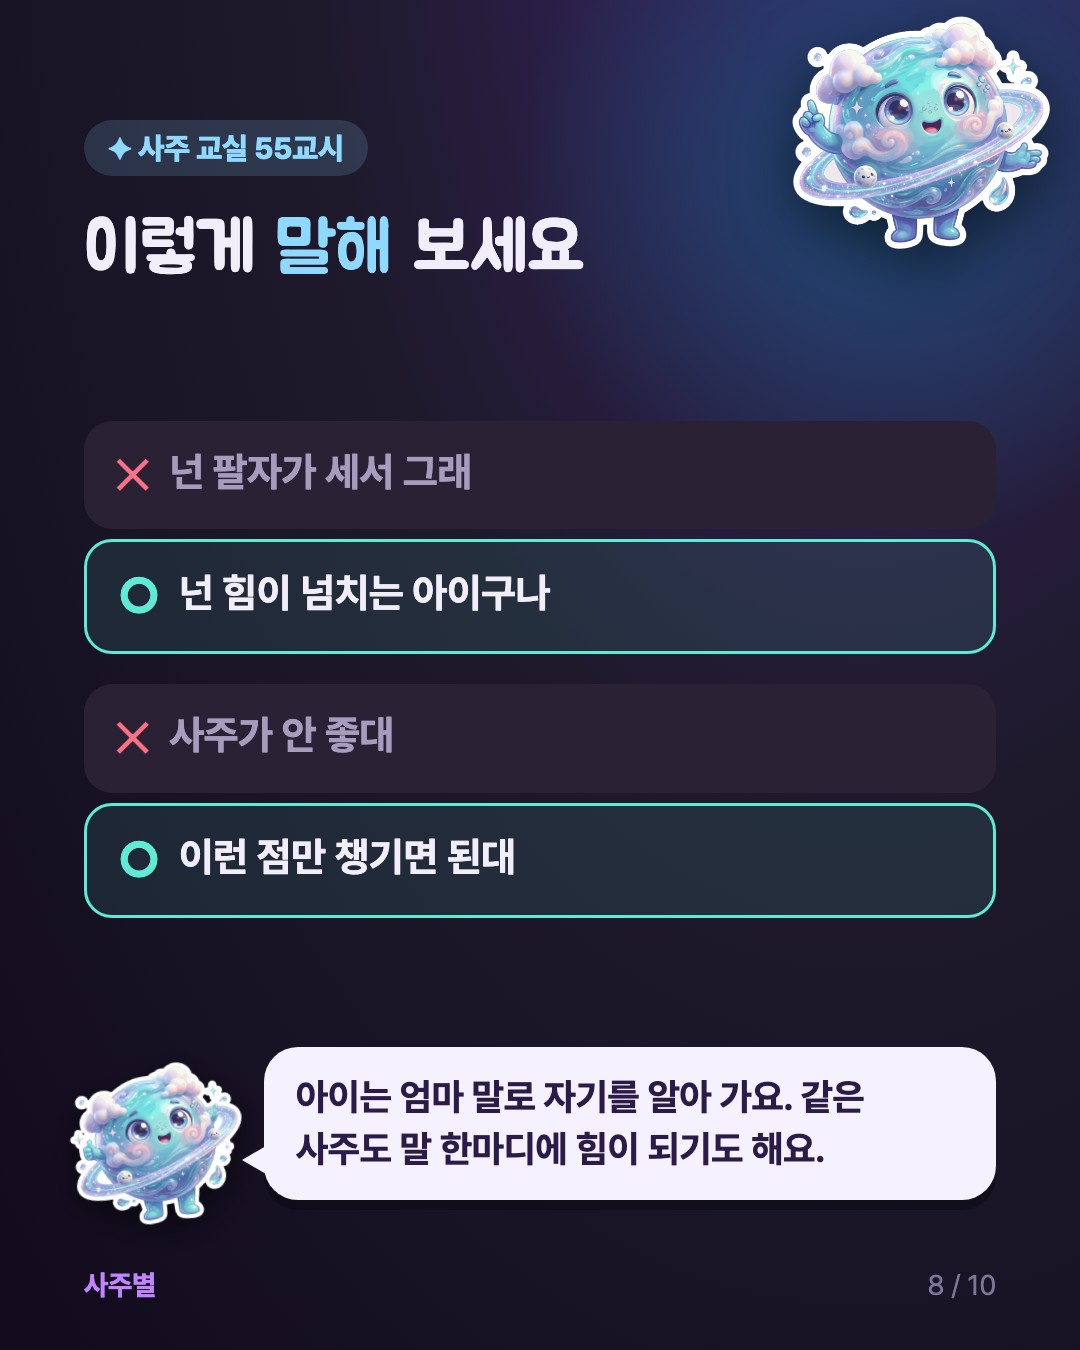 사주 교실 55교시
이렇게 말해 보세요
넌 팔자가 세서 그래
넌 힘이 넘치는 아이구나
사주가 안 좋대
이런 점만 챙기면 된대
아이는 엄마 말로 자기를 알아 가요. 같은
사주도 말 한마디에 힘이 되기도 해요.
사주별
8 / 10